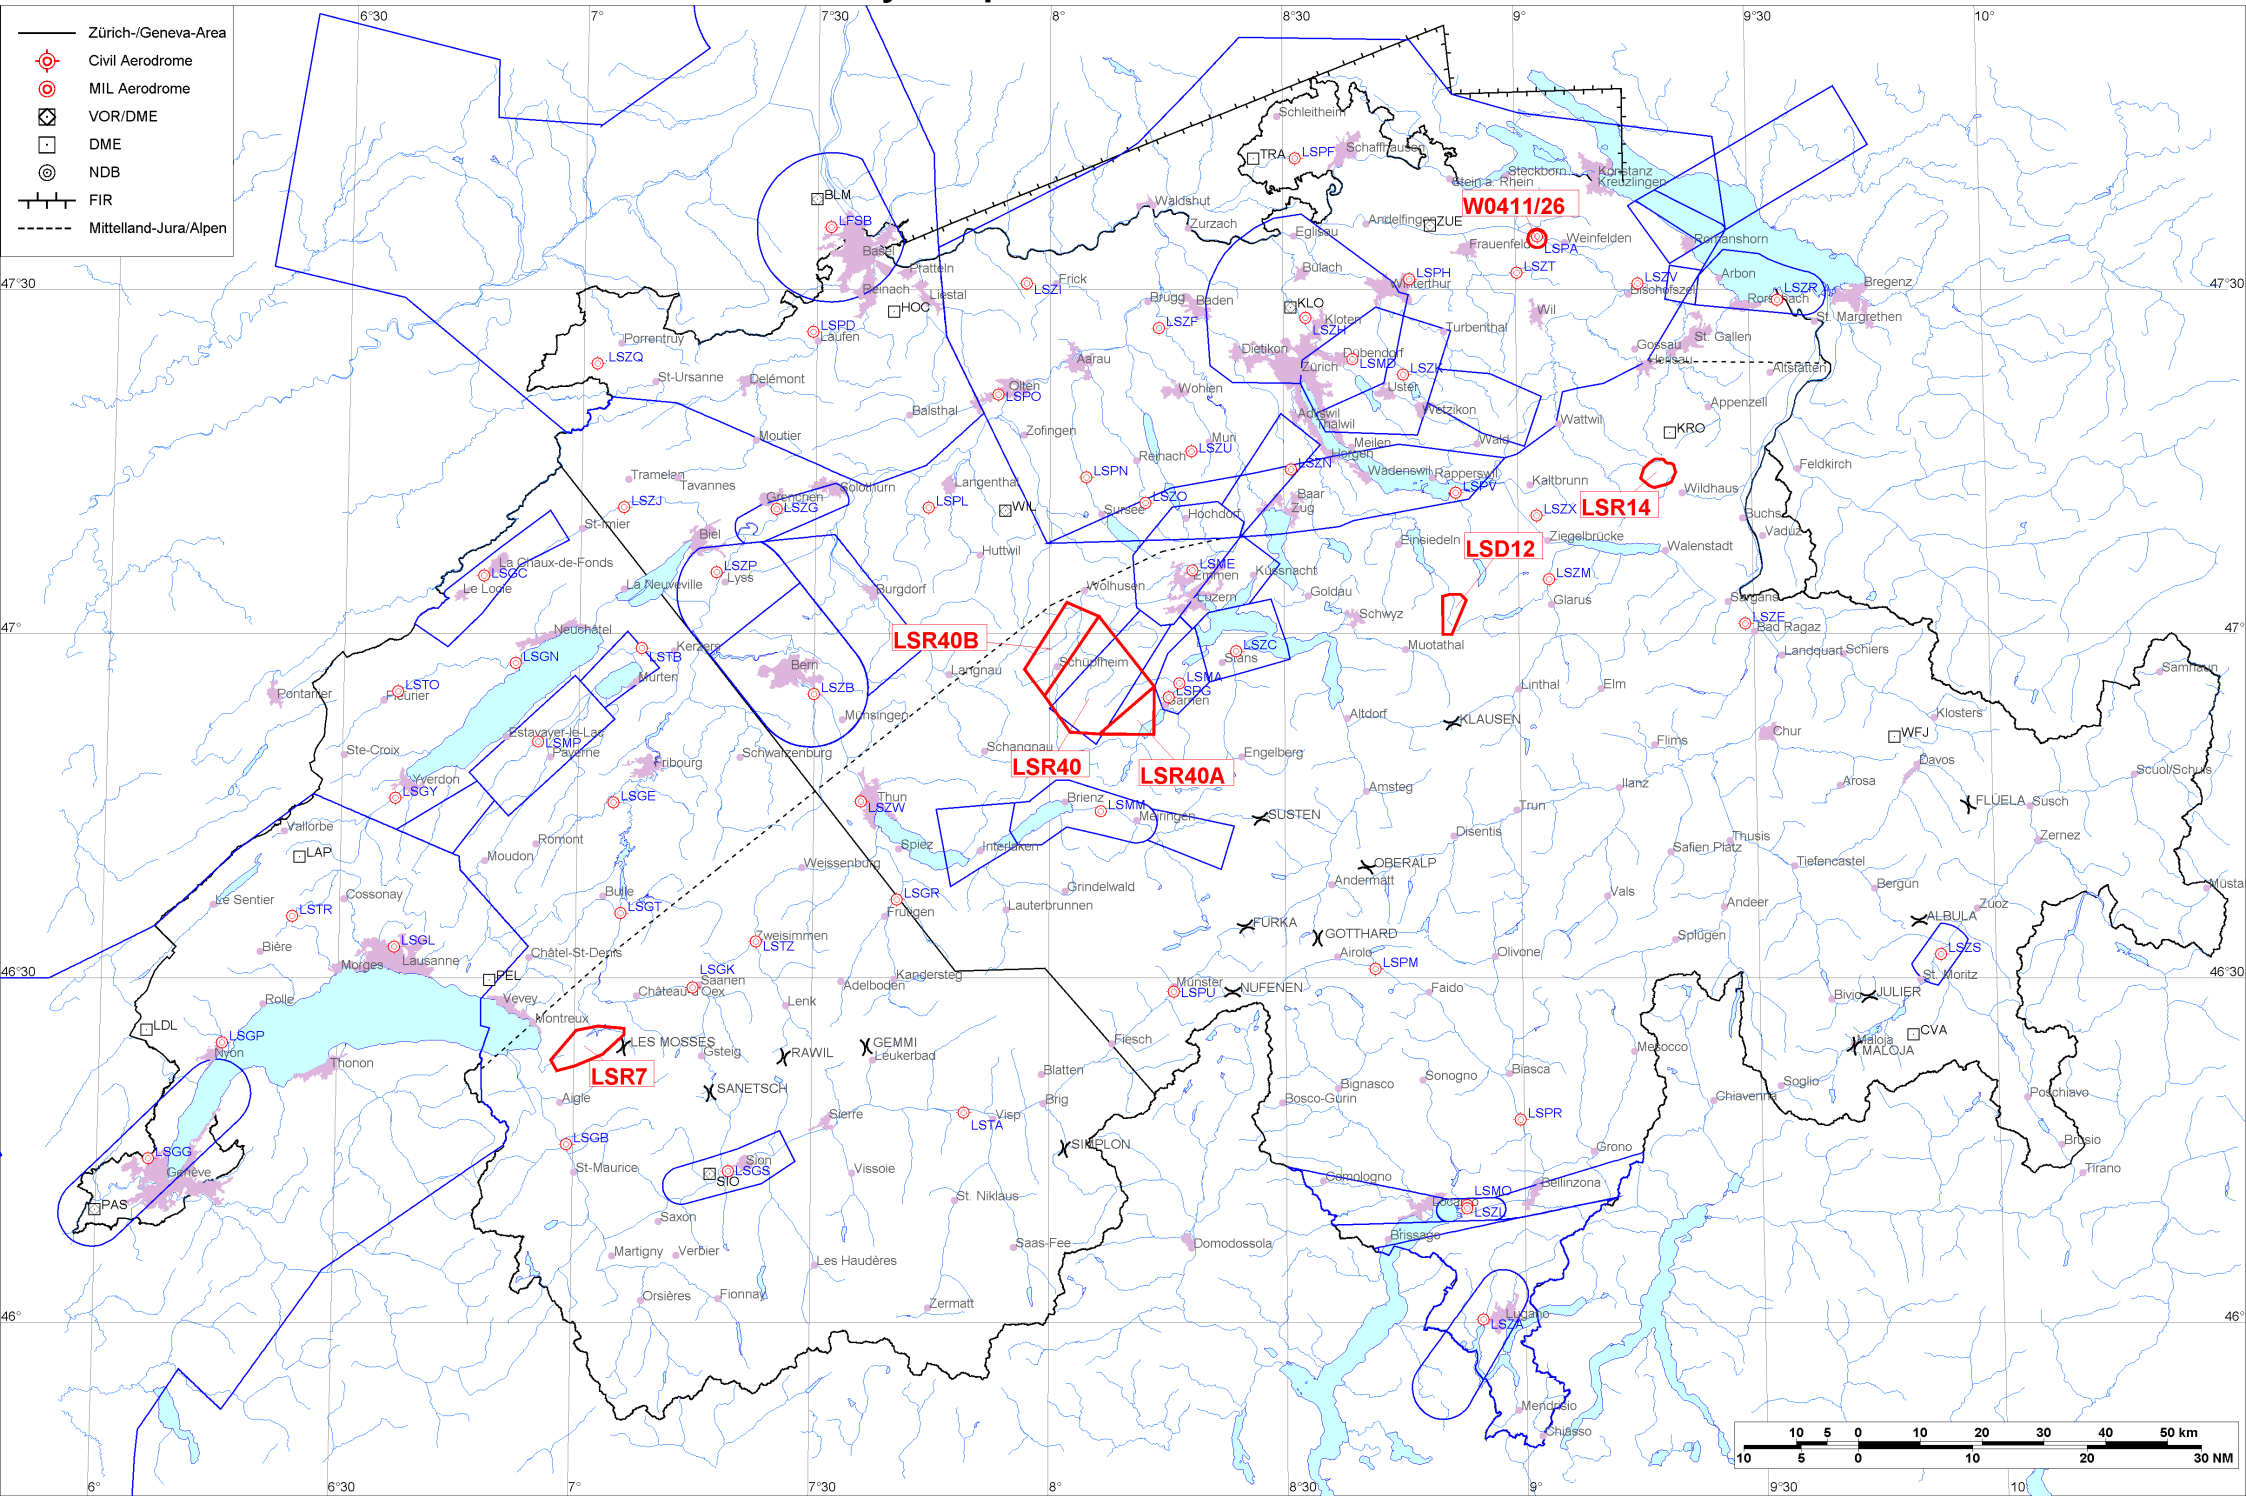 6°30
7°
7°30
8°
8°30
9°
9°30
10°
Zürich-/Geneva-Area
Civil Aerodrome
MIL Aerodrome
VOR/DME
DME
NDB
FIR
Mittelland-Jura/Alpen
Schleitheim
TRA
LSPF
Schaffhausen
Steckborn
Stein a. Rhein
Konstanz
Kreuzlingen
BLM
LFSB
Basel
Waldshut
Zurzach
Eglisau
Andelfingen
ZUE
W0411/26
LSPA
Weinfelden
Frauenfeld
Romanshorn
Pratteln
Reinach
Liestal
HOC
LSZI
Frick
Bülach
LSPH
Winterthur
LSZT
LSZV
Bischofszell
Arbon
LSZR
Rorschach
Bregenz
47°30
47°30
Brugg
Baden
KLO
Kloten
LSZH
Wil
St. Margrethen
LSPD
Laufen
LSZF
Turbenthal
St. Gallen
Gossau
Herisau
Porrentruy
LSZQ
Aarau
Dietikon
Dübendorf
LSMD
Zürich
LSZK
Altstätten
St-Ursanne
Delémont
Olten
LSPO
Wohlen
Uster
Wetzikon
Appenzell
Balsthal
Adliswil
Thalwil
Wattwil
KRO
Moutier
Zofingen
Muri
LSZU
Meilen
Wald
Horgen
Reinach
LSZN
Wädenswil
Rapperswil
Feldkirch
Tramelan
Tavannes
LSPN
Kaltbrunn
Wildhaus
LSR14
Grenchen
Solothurn
LSZG
LSZJ
Langenthal
LSPL
WIL
LSZO
Sursee
Hochdorf
Baar
Zug
LSPV
LSZX
Buchs
Vaduz
St-Imier
Biel
Huttwil
Einsiedeln
LSD12
Ziegelbrücke
Walenstadt
La Chaux-de-Fonds
LSGC
Le Locle
La Neuveville
LSZP
Lyss
Burgdorf
Wolhusen
LSME
Emmen
Luzern
Küssnacht
Goldau
Schwyz
LSZM
Glarus
Sargans
LSZE
Bad Ragaz
47°
47°
Neuchâtel
LSGN
LSTB
Kerzers
Murten
LSR40B
Schüpfheim
LSZC
Stans
Muotathal
Landquart
Schiers
Samnaun
Pontarlier
LSTO
Fleurier
Bern
LSZB
Langnau
LSMA
LSPG
Sarnen
Linthal
Elm
Münsingen
Altdorf
KLAUSEN
Klosters
Estavayer-le-Lac
LSMP
Payerne
Ste-Croix
Schwarzenburg
Schangnau
Engelberg
Flims
Chur
WFJ
Davos
LSR40
LSR40A
Fribourg
Yverdon
LSGY
LSGE
Thun
LSZW
Brienz
LSMM
Meiringen
Amsteg
SUSTEN
Ilanz
Arosa
Scuol/Schuls
FLÜELA
Susch
Trun
Vallorbe
LAP
Romont
Moudon
Spiez
Interlaken
Disentis
Thusis
Safien Platz
Zernez
Weissenburg
OBERALP
Andermatt
Tiefencastel
Le Sentier
Cossonay
Bulle
LSGT
LSGR
Frutigen
Grindelwald
Lauterbrunnen
Vals
Andeer
Bergün
Müstair
LSTR
FURKA
GOTTHARD
Zuoz
ALBULA
Bière
LSGL
Lausanne
Morges
Zweisimmen
LSTZ
Châtel-St-Denis
Airolo
LSPM
Olivone
Splügen
LSZS
St. Moritz
46°30
46°30
PEL
LSGK
Saanen
Château-d'Oex
Adelboden
Kandersteg
Münster
LSPU
NUFENEN
Faido
Bivio
JULIER
Rolle
Vevey
Montreux
Lenk
LDL
LSGP
Nyon
Thonon
LES MOSSES
Gsteig
RAWIL
GEMMI
Leukerbad
Fiesch
Mesocco
CVA
Maloja
MALOJA
LSR7
SANETSCH
Blatten
Bignasco
Sonogno
Biasca
Soglio
Aigle
Sierre
LSTA
Visp
Brig
Bosco-Gurin
LSPR
Chiavenna
Poschiavo
LSGB
SIMPLON
Grono
Brusio
LSGG
Genève
St-Maurice
Sion
LSGS
SIO
Vissoie
Comologno
Bellinzona
Tirano
PAS
St. Niklaus
LSMO
Locarno
LSZL
Saxon
Martigny
Verbier
Saas-Fee
Domodossola
Brissago
Les Haudères
Orsières
Fionnay
Zermatt
46°
46°
Lugano
LSZA
Mendrisio
Chiasso
10 5 0 10 20 30 40 50 km
10 5 0 10 20 30 NM
6°
6°30
7°
7°30
8°
8°30
9°
9°30
10°